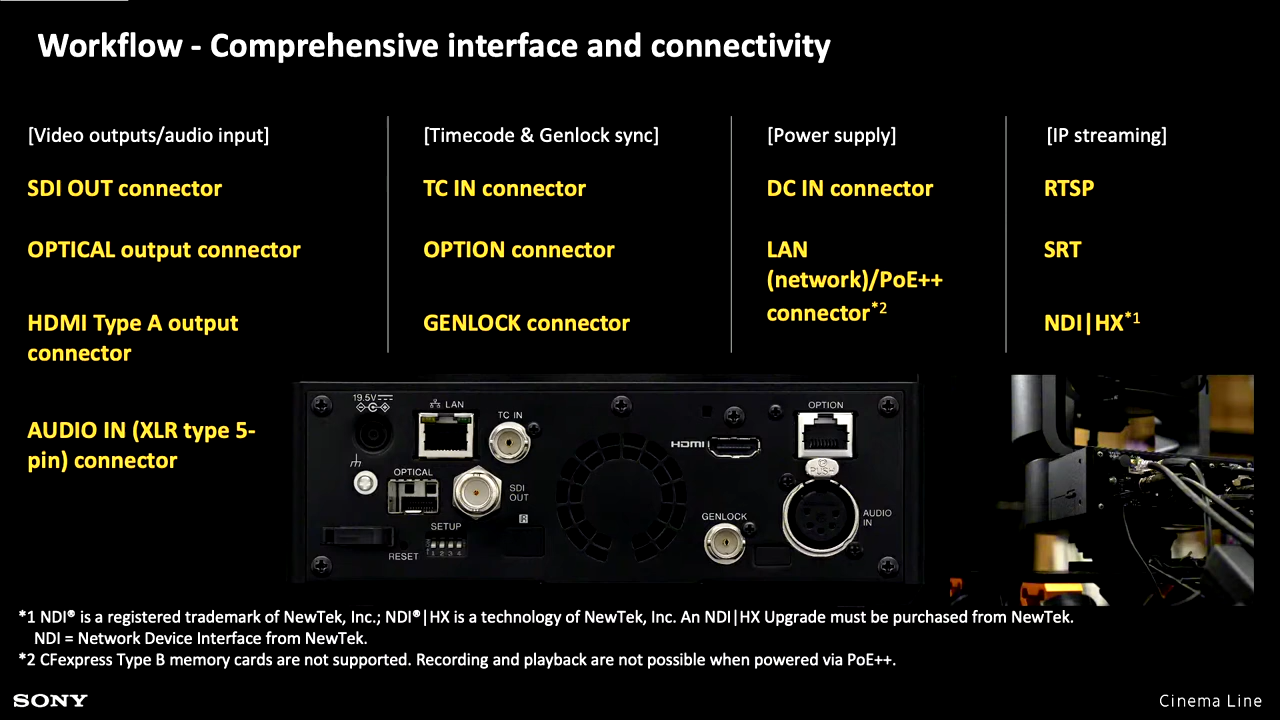 Workflow - Comprehensive interface and connectivity
[Video outputs/audio input]
SDI OUT connector
OPTICAL output connector
HDMI Type A output
connector
AUDIO IN (XLR type 5-
pin) connector
[Timecode & Genlock sync]
TC IN connector
OPTION connector
GENLOCK connector
[Power supply]
DC IN connector
LAN
(network)/PoE++
connector*2
[IP streaming]
RTSP
SRT
NDI|HX*1
19.5V
LAN
TC IN
OPTICAL
SDI
OUT
SETUP
1 2 3 4
RESET
R
HDMI
OPTION
PUSH
GENLOCK
AUDIO
IN
*1 NDI® is a registered trademark of NewTek, Inc.; NDI®|HX is a technology of NewTek, Inc. An NDI|HX Upgrade must be purchased from NewTek.
NDI = Network Device Interface from NewTek.
*2 CFexpress Type B memory cards are not supported. Recording and playback are not possible when powered via PoE++.
SONY
Cinema Line